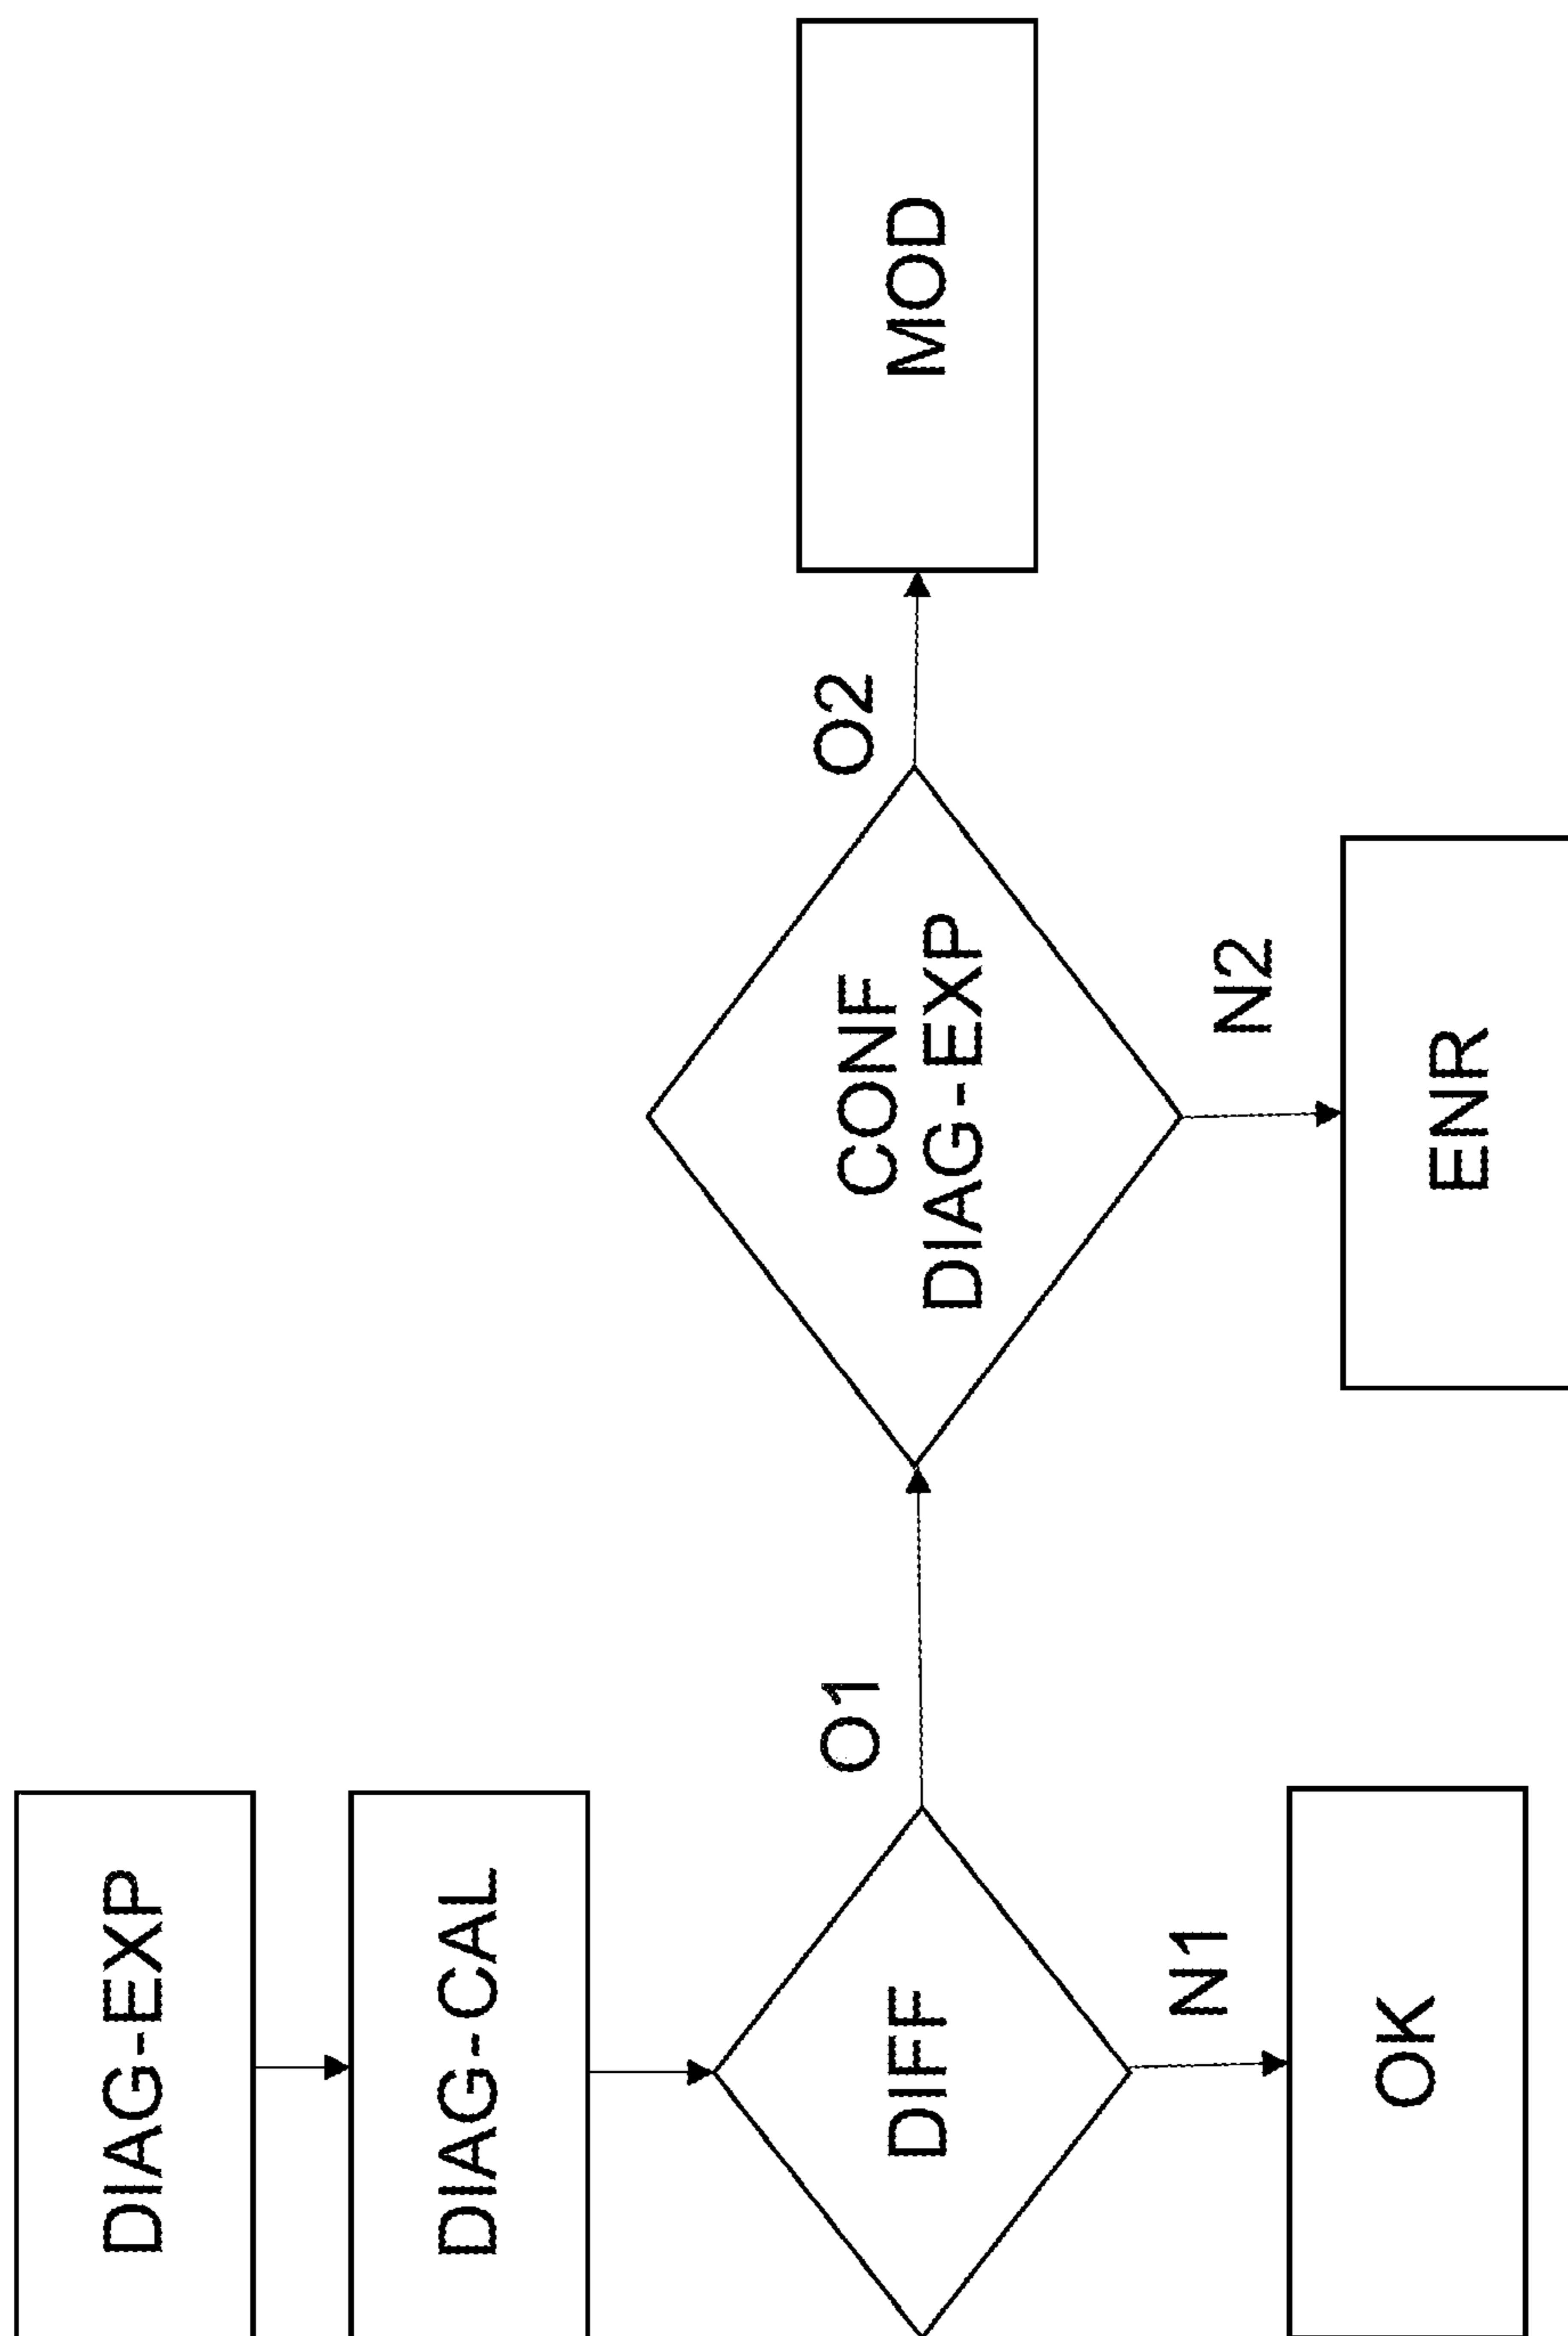 DIAG-EXP
DIAG-CAL
DIFF
O1
N1
OK
CONF
DIAG-EXP
O2
N2
ENR
MOD